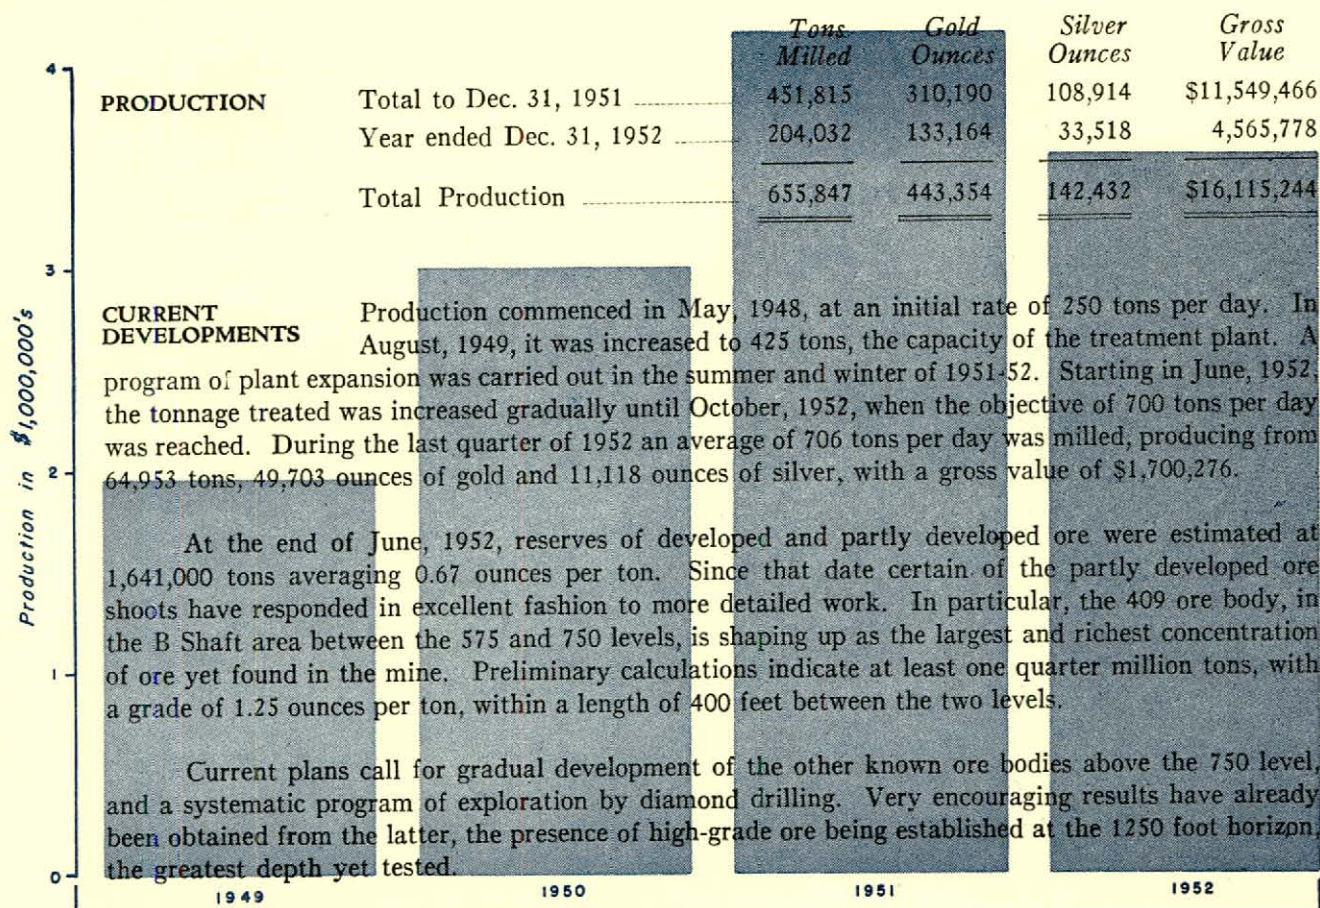 Tons Gold Silver Gross
Milled Ounces Ounces Value
PRODUCTION Total to Dec. 31, 1951 451,815 310,190 108,914 $11,549,466
Year ended Dec. 31, 1952 204,032 133,164 33,518 4,565,778
Total Production 655,847 443,354 142,432 $16,115,244
CURRENT DEVELOPMENTS
Production commenced in May, 1948, at an initial rate of 250 tons per day. In
August, 1949, it was increased to 425 tons, the capacity of the treatment plant. A
program of plant expansion was carried out in the summer and winter of 1951-52. Starting in June, 1952,
the tonnage treated was increased gradually until October, 1952, when the objective of 700 tons per day
was reached. During the last quarter of 1952 an average of 706 tons per day was milled, producing from
64,953 tons, 49,703 ounces of gold and 11,118 ounces of silver, with a gross value of $1,700,276.
At the end of June, 1952, reserves of developed and partly developed ore were estimated at
1,641,000 tons averaging 0.67 ounces per ton. Since that date certain of the partly developed ore
shoots have responded in excellent fashion to more detailed work. In particular, the 409 ore body, in
the B Shaft area between the 575 and 750 levels, is shaping up as the largest and richest concentration
of ore yet found in the mine. Preliminary calculations indicate at least one quarter million tons, with
a grade of 1.25 ounces per ton, within a length of 400 feet between the two levels.
Current plans call for gradual development of the other known ore bodies above the 750 level,
and a systematic program of exploration by diamond drilling. Very encouraging results have already
been obtained from the latter, the presence of high-grade ore being established at the 1250 foot horizon,
the greatest depth yet tested.
Production in $1,000,000's
4
3
2
1
0
1949 1950 1951 1952